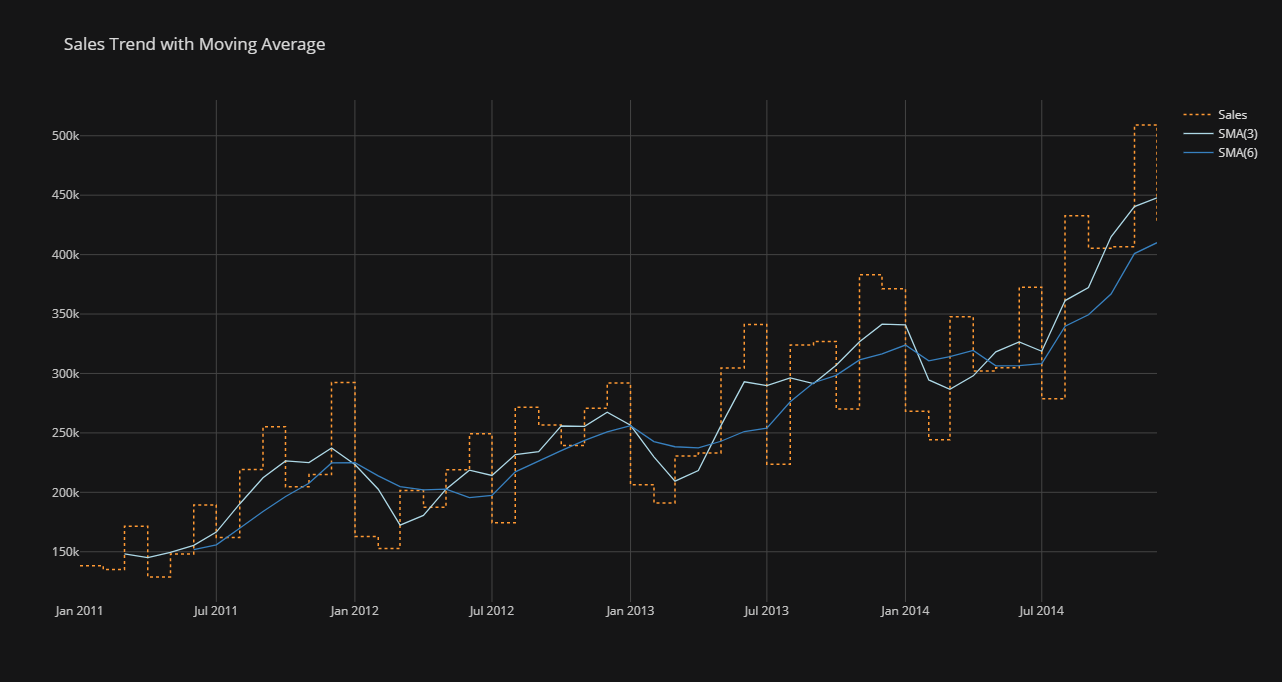 Sales Trend with Moving Average
Sales
SMA(3)
SMA(6)
500k
450k
400k
350k
300k
250k
200k
150k
Jan 2011
Jul 2011
Jan 2012
Jul 2012
Jan 2013
Jul 2013
Jan 2014
Jul 2014